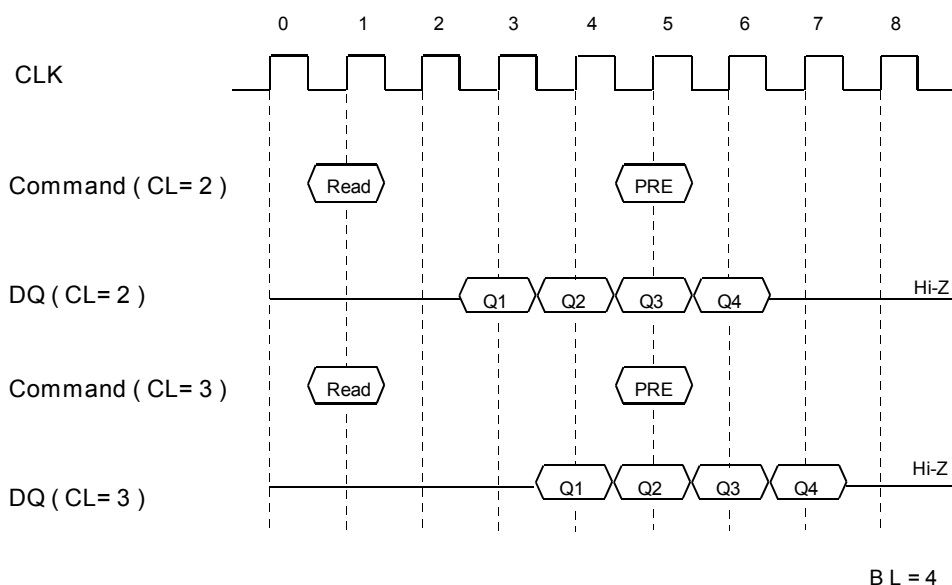 0 1 2 3 4 5 6 7 8
CLK
Command ( CL= 2 ) Read PRE
DQ ( CL= 2 ) Q1 Q2 Q3 Q4 Hi-Z
Command ( CL= 3 ) Read PRE
DQ ( CL= 3 ) Q1 Q2 Q3 Q4 Hi-Z
B L = 4